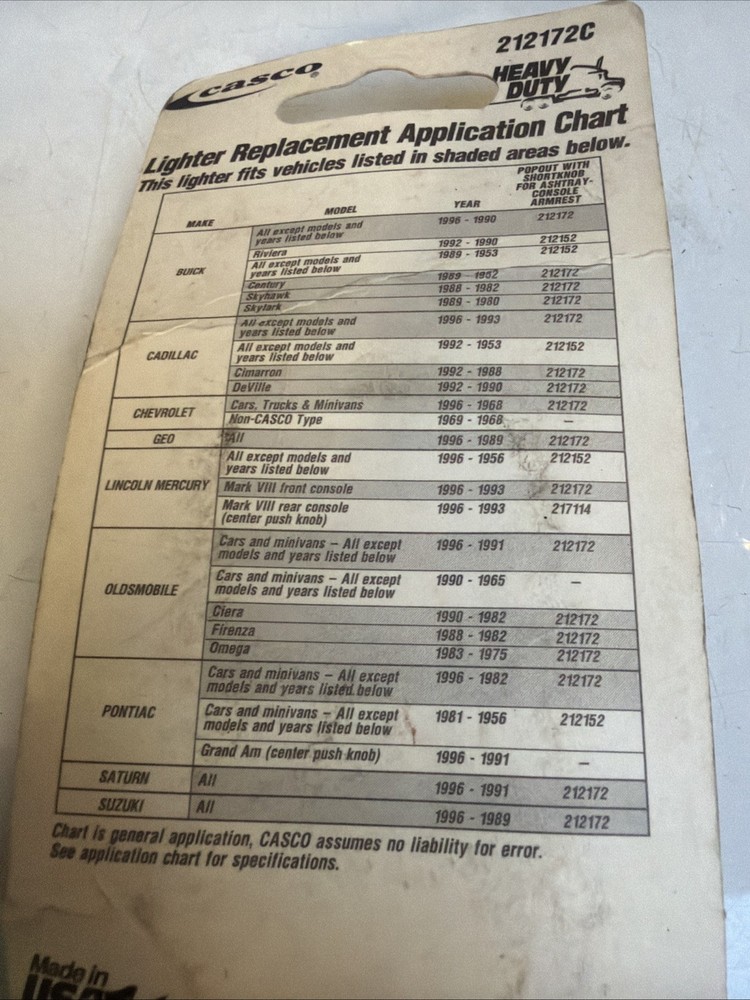 212172C
casco®
HEAVY
DUTY
Lighter Replacement Application Chart
This lighter fits vehicles listed in shaded areas below.
MAKE MODEL YEAR POPOUT WITH
SHORTKNOB
FOR ASHTRAY-
CONSOLE
ARMREST
BUICK
All except models and
years listed below 1996 - 1990 212172
Riviera 1992 - 1990 212152
All except models and
years listed below 1989 - 1953 212152
Century 1989 - 1982 212172
Skyhawk 1988 - 1982 212172
Skylark 1989 - 1980 212172
CADILLAC
All except models and
years listed below 1996 - 1993 212172
All except models and
years listed below 1992 - 1953 212152
Cimarron 1992 - 1988 212172
DeVille 1992 - 1990 212172
CHEVROLET
Cars, Trucks & Minivans 1996 - 1968 212172
Non-CASCO Type 1969 - 1968 –
GEO All 1996 - 1989 212172
LINCOLN MERCURY
All except models and
years listed below 1996 - 1956 212152
Mark VIII front console 1996 - 1993 212172
Mark VIII rear console
(center push knob) 1996 - 1993 217114
OLDSMOBILE
Cars and minivans – All except
models and years listed below 1996 - 1991 212172
Cars and minivans – All except
models and years listed below 1990 - 1965 –
Ciera 1990 - 1982 212172
Firenza 1988 - 1982 212172
Omega 1983 - 1975 212172
PONTIAC
Cars and minivans – All except
models and years listed below 1996 - 1982 212172
Cars and minivans – All except
models and years listed below 1981 - 1956 212152
Grand Am (center push knob) 1996 - 1991 –
SATURN All 1996 - 1991 212172
SUZUKI All 1996 - 1989 212172
Chart is general application, CASCO assumes no liability for error.
See application chart for specifications.
Made in
USA